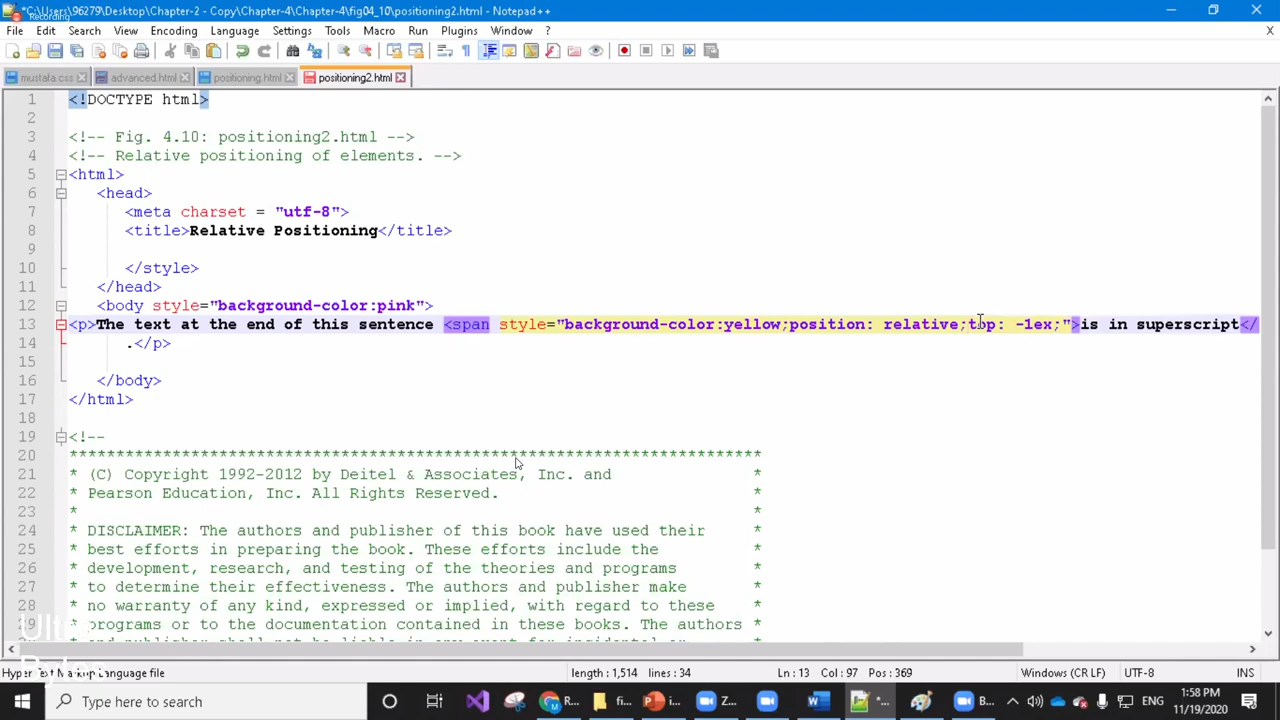 *C:\Users\96279\Desktop\Chapter-2 - Copy\Chapter-4\Chapter-4\fig04_10\positioning2.html - Notepad++
Recording
File Edit Search View Encoding Language Settings Tools Macro Run Plugins Window ? X
mustafa.css advanced.html positioning.html positioning2.html
1 <!DOCTYPE html>
2
3 <!-- Fig. 4.10: positioning2.html -->
4 <!-- Relative positioning of elements. -->
5 <html>
6 <head>
7 <meta charset = "utf-8">
8 <title>Relative Positioning</title>
9
10 </style>
11 </head>
12 <body style="background-color:pink">
13 <p>The text at the end of this sentence <span style="background-color:yellow;position: relative;top: -1ex;">is in superscript</
14 .</p>
15
16 </body>
17 </html>
18
19 <!--
20 **************************************************************************
21 * (C) Copyright 1992-2012 by Deitel & Associates, Inc. and *
22 * Pearson Education, Inc. All Rights Reserved. *
23 * *
24 * DISCLAIMER: The authors and publisher of this book have used their *
25 * best efforts in preparing the book. These efforts include the *
26 * development, research, and testing of the theories and programs *
27 * to determine their effectiveness. The authors and publisher make *
28 * no warranty of any kind, expressed or implied, with regard to these *
29 * programs or to the documentation contained in these books. The authors *
Hyper Text Markup Language file length : 1,514 lines : 34 Ln : 13 Col : 97 Pos : 369 Windows (CR LF) UTF-8 INS
Type here to search R... fi... i... Z... *... B... ENG 1:58 PM
11/19/2020